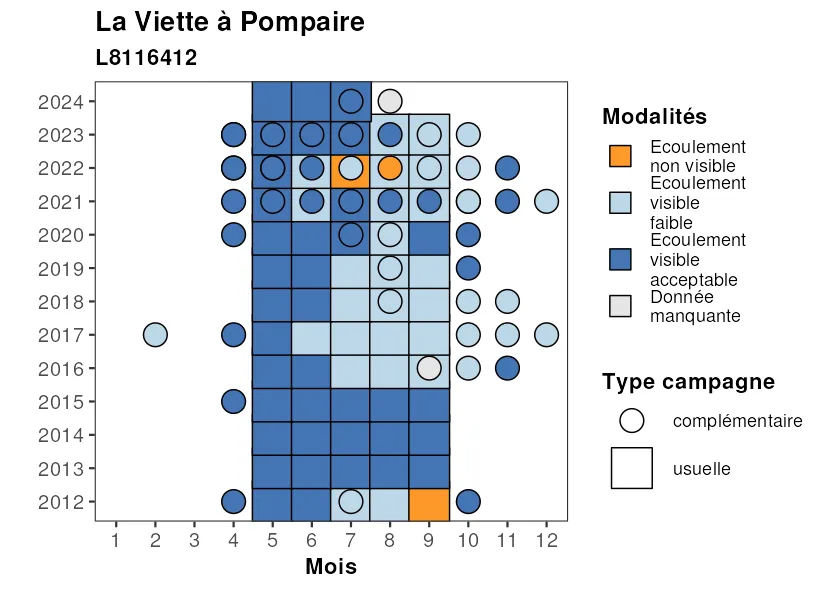 La Viette à Pompaire
L8116412
2024
2023
2022
2021
2020
2019
2018
2017
2016
2015
2014
2013
2012
1 2 3 4 5 6 7 8 9 10 11 12
Mois
Modalités
Ecoulement
non visible
Ecoulement
visible
faible
Ecoulement
visible
acceptable
Donnée
manquante
Type campagne
complémentaire
usuelle